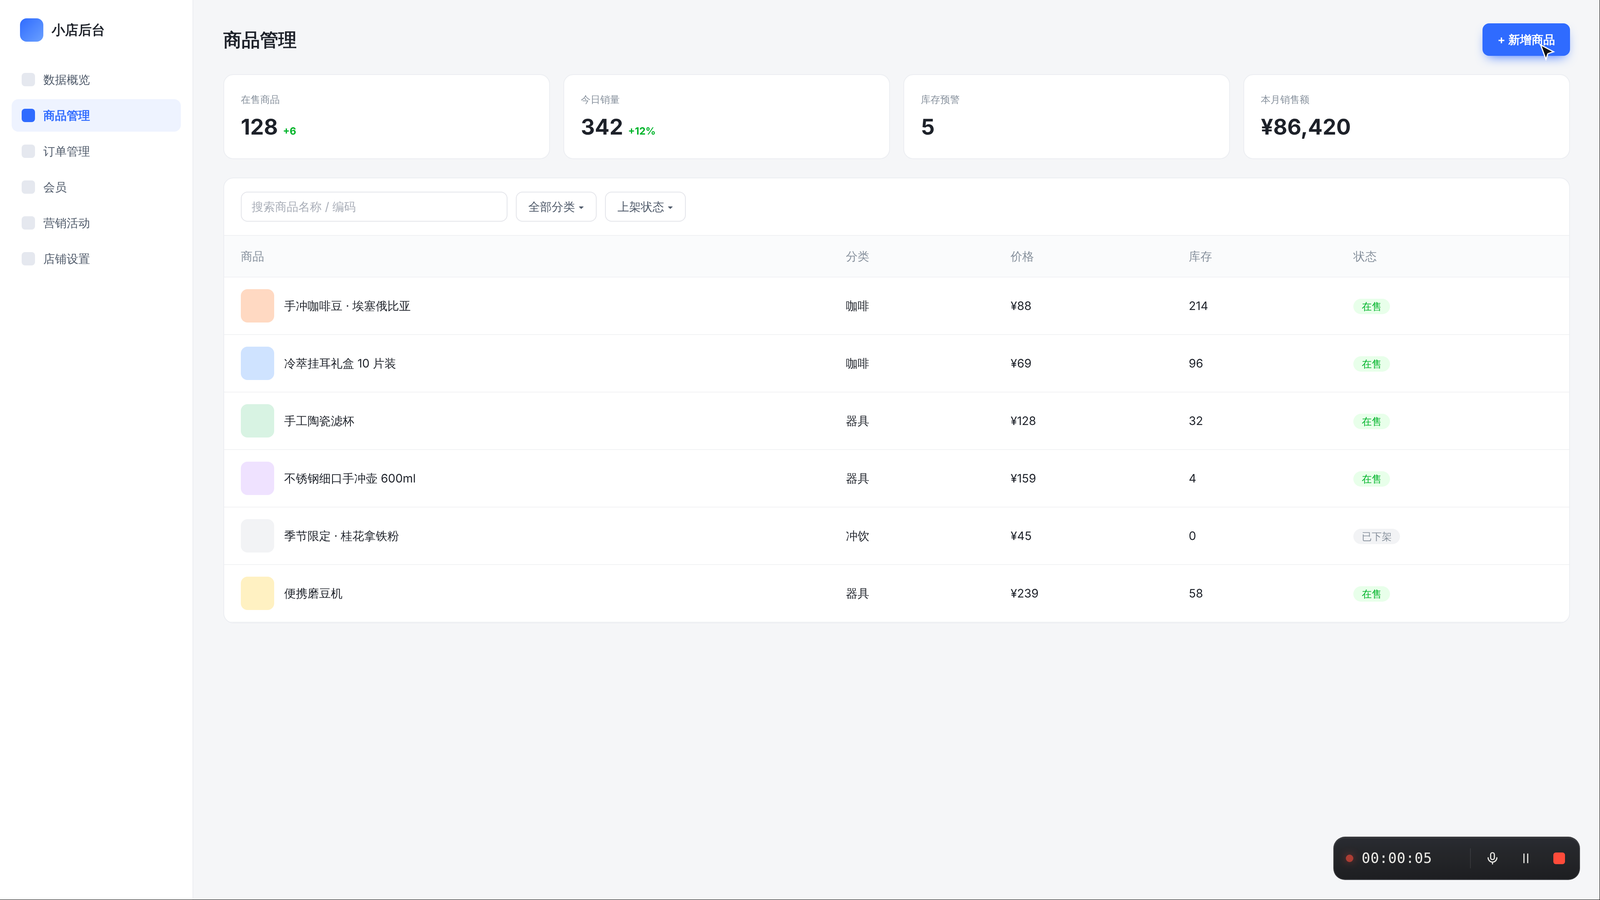 小店后台
数据概览
商品管理
订单管理
会员
营销活动
店铺设置
商品管理
+ 新增商品
在售商品
128 +6
今日销量
342 +12%
库存预警
5
本月销售额
¥86,420
搜索商品名称 / 编码
全部分类
上架状态
商品 分类 价格 库存 状态
手冲咖啡豆 · 埃塞俄比亚 咖啡 ¥88 214 在售
冷萃挂耳礼盒 10 片装 咖啡 ¥69 96 在售
手工陶瓷滤杯 器具 ¥128 32 在售
不锈钢细口手冲壶 600ml 器具 ¥159 4 在售
季节限定 · 桂花拿铁粉 冲饮 ¥45 0 已下架
便携磨豆机 器具 ¥239 58 在售
00:00:05